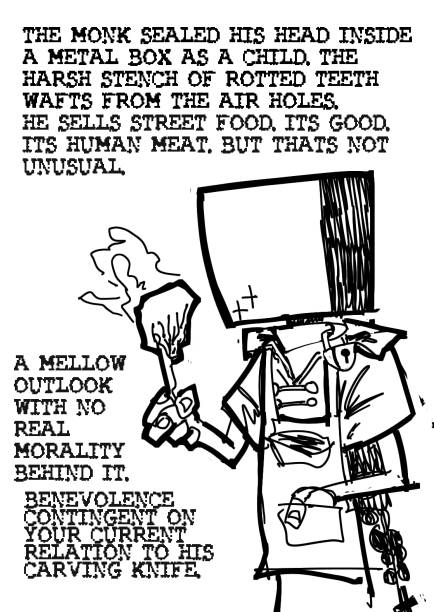 THE MONK SEALED HIS HEAD INSIDE
A METAL BOX AS A CHILD. THE
HARSH STENCH OF ROTTED TEETH
WAFTS FROM THE AIR HOLES.
HE SELLS STREET FOOD. ITS GOOD.
ITS HUMAN MEAT. BUT THATS NOT
UNUSUAL.
A MELLOW
OUTLOOK
WITH NO
REAL
MORALITY
BEHIND IT.
BENEVOLENCE
CONTINGENT ON
YOUR CURRENT
RELATION TO HIS
CARVING KNIFE.